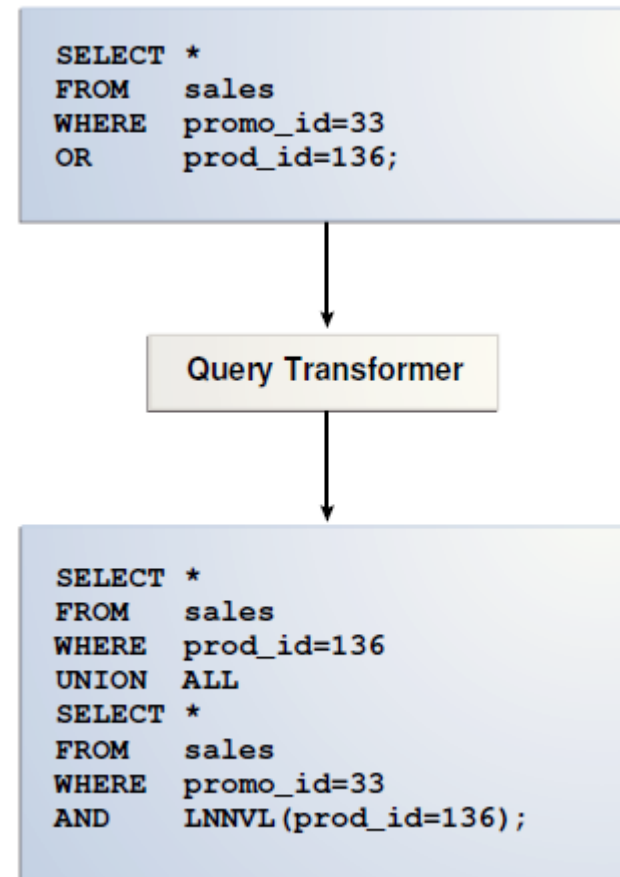 SELECT *
FROM sales
WHERE promo_id=33
OR prod_id=136;
Query Transformer
SELECT *
FROM sales
WHERE prod_id=136
UNION ALL
SELECT *
FROM sales
WHERE promo_id=33
AND LNNVL(prod_id=136);